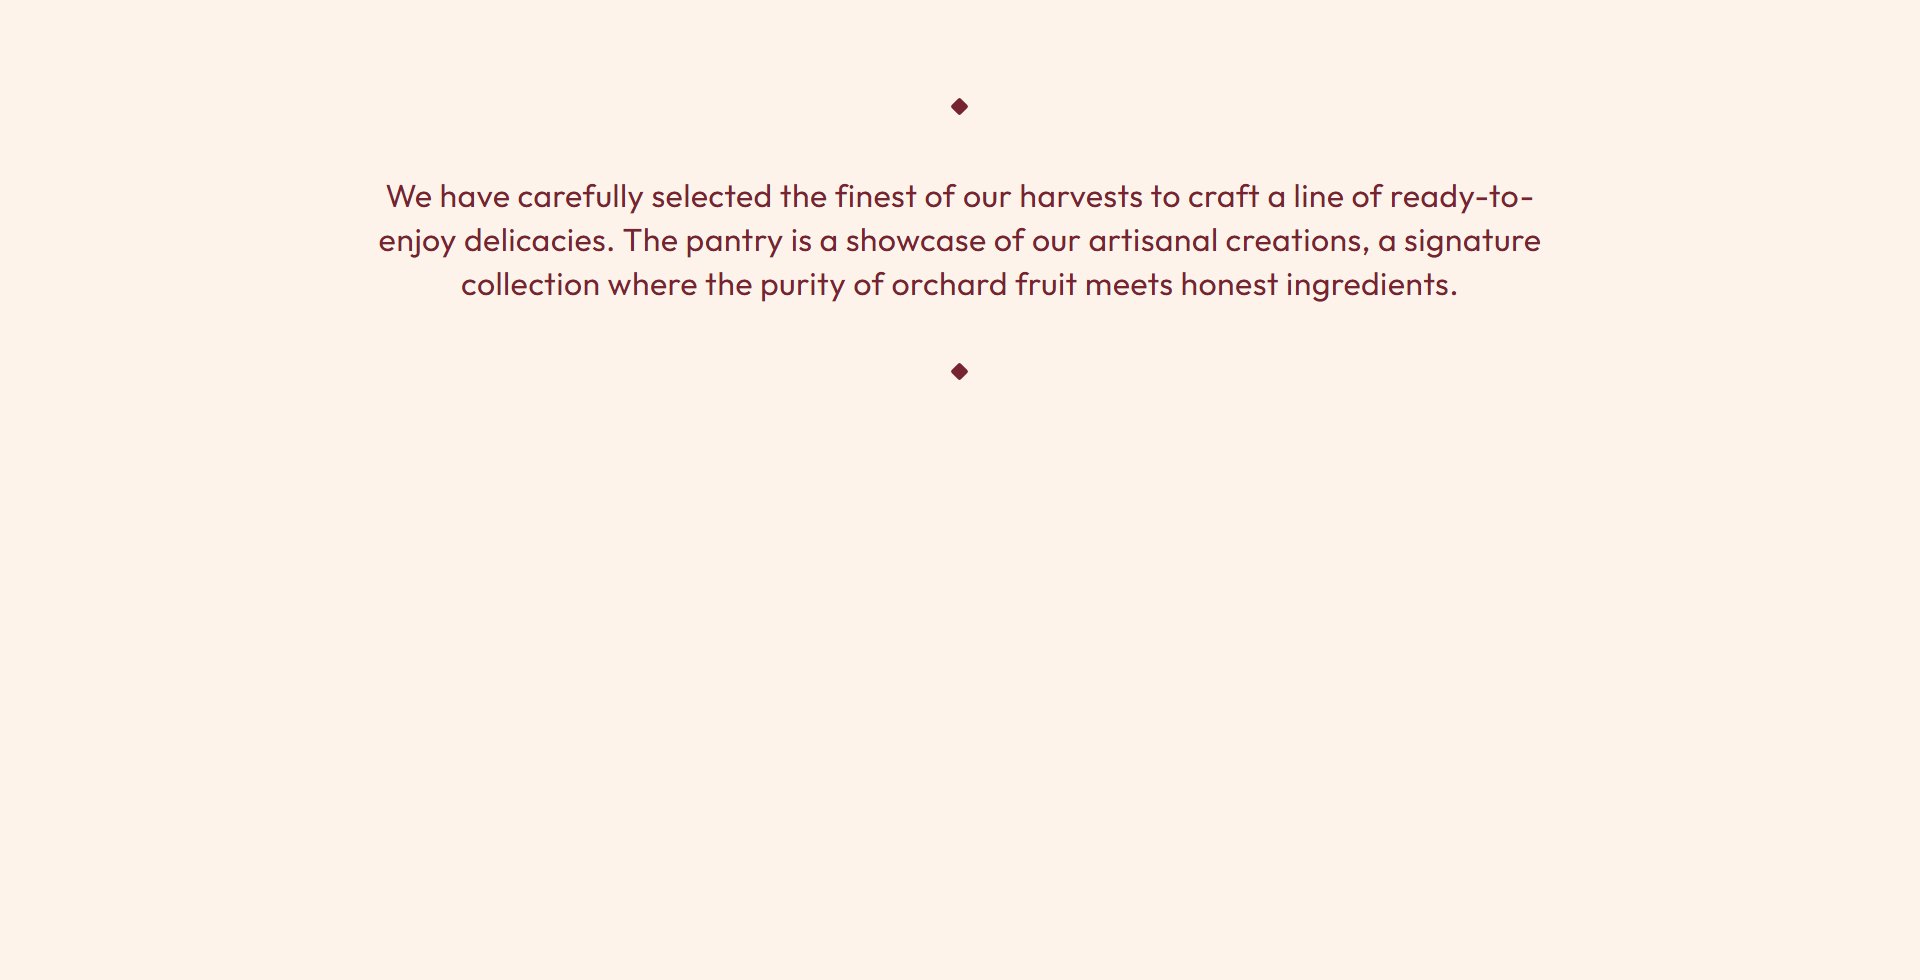 We have carefully selected the finest of our harvests to craft a line of ready-to-
enjoy delicacies. The pantry is a showcase of our artisanal creations, a signature
collection where the purity of orchard fruit meets honest ingredients.